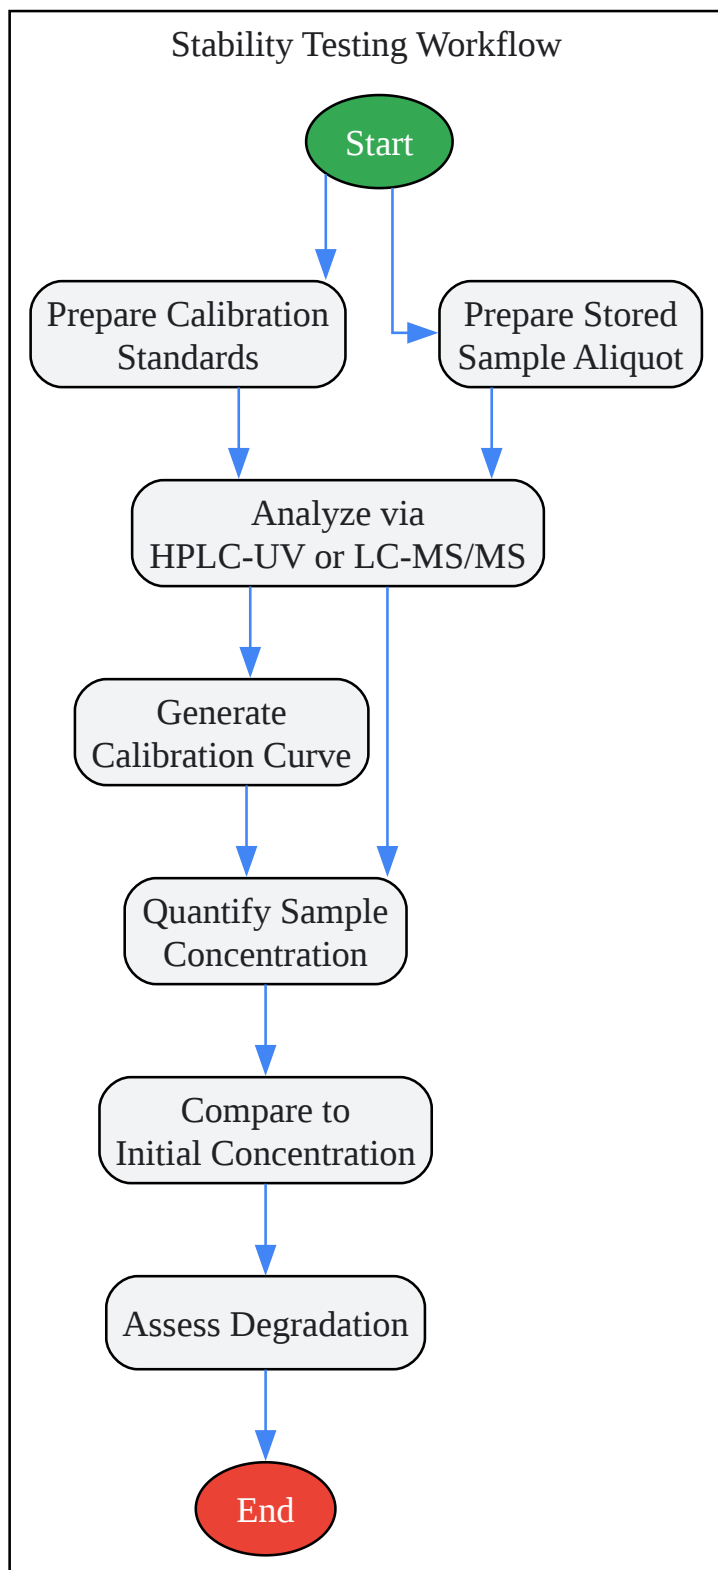 Stability Testing Workflow
Start
Prepare Calibration
Standards
Prepare Stored
Sample Aliquot
Analyze via
HPLC-UV or LC-MS/MS
Generate
Calibration Curve
Quantify Sample
Concentration
Compare to
Initial Concentration
Assess Degradation
End